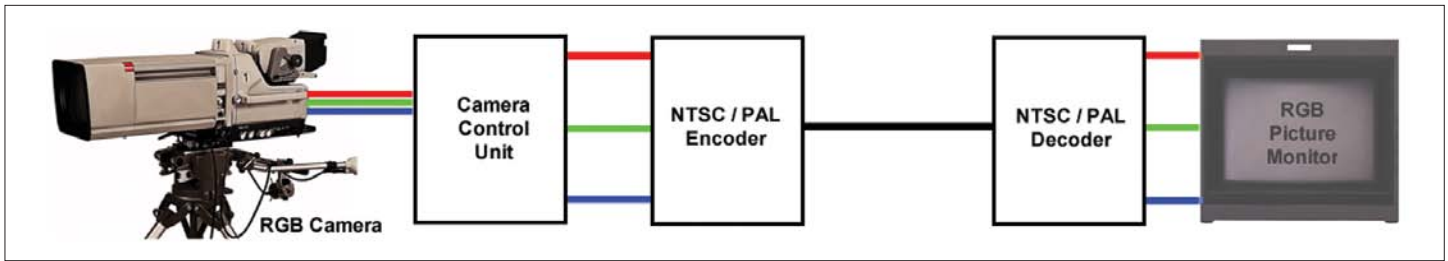 RGB Camera
Camera
Control
Unit
NTSC / PAL
Encoder
NTSC / PAL
Decoder
RGB
Picture
Monitor